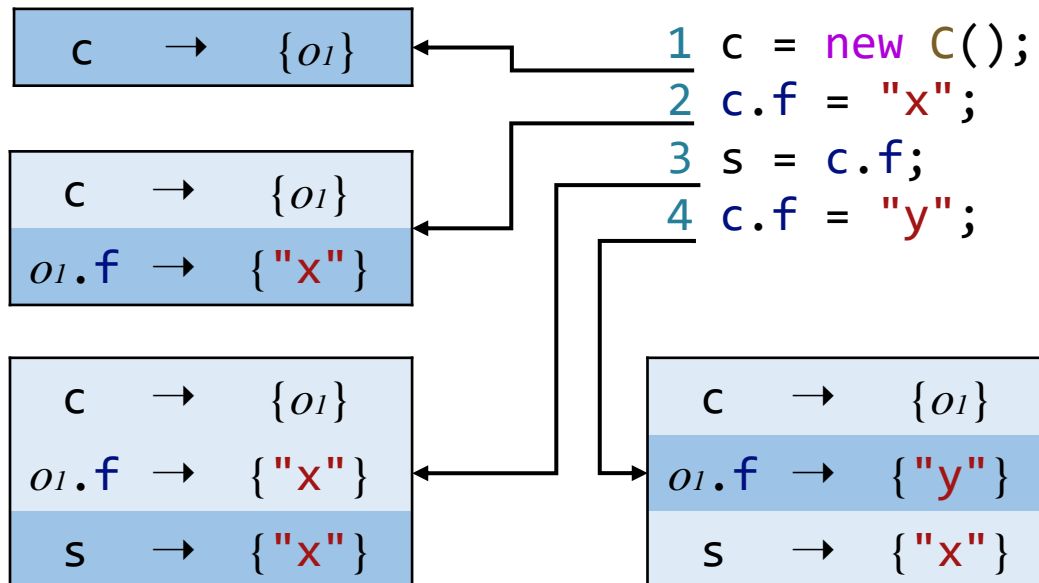 c → {o1}
1 c = new C();
2 c.f = "x";
3 s = c.f;
4 c.f = "y";
c → {o1}
o1.f → {"x"}
c → {o1}
o1.f → {"x"}
s → {"x"}
c → {o1}
o1.f → {"y"}
s → {"x"}